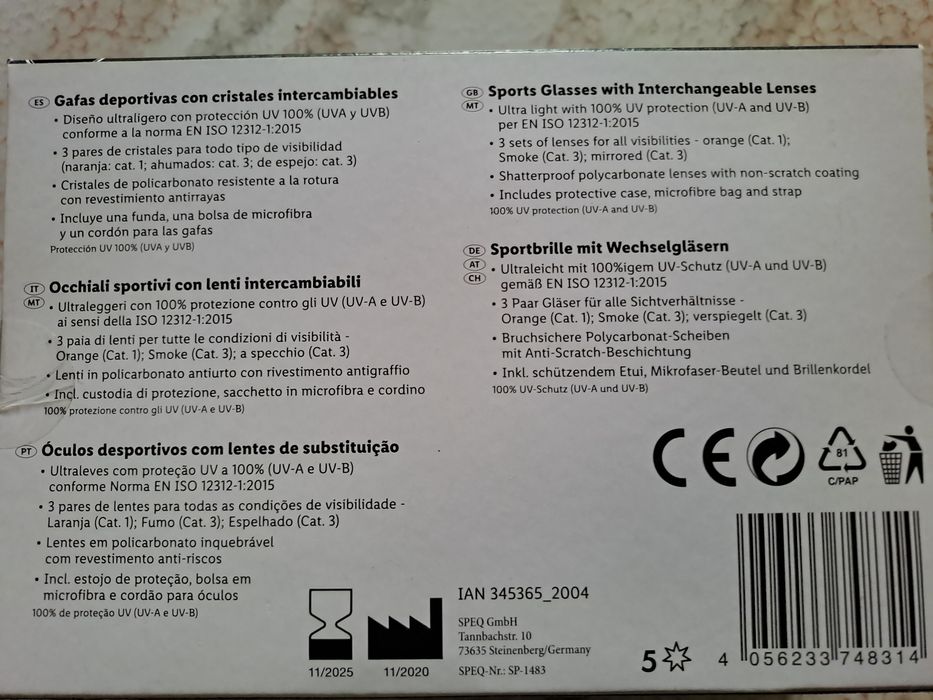 ES Gafas deportivas con cristales intercambiables
• Diseño ultraligero con protección UV 100% (UVA y UVB)
conforme a la norma EN ISO 12312-1:2015
• 3 pares de cristales para todo tipo de visibilidad
(naranja: cat. 1; ahumados: cat. 3; de espejo: cat. 3)
• Cristales de policarbonato resistente a la rotura
con revestimiento antirrayas
• Incluye una funda, una bolsa de microfibra
y un cordón para las gafas
Protección UV 100% (UVA y UVB)
IT MT Occhiali sportivi con lenti intercambiabili
• Ultraleggeri con 100% protezione contro gli UV (UV-A e UV-B)
ai sensi della ISO 12312-1:2015
• 3 paia di lenti per tutte le condizioni di visibilità -
Orange (Cat. 1); Smoke (Cat. 3); a specchio (Cat. 3)
• Lenti in policarbonato antiurto con rivestimento antigraffio
• Incl. custodia di protezione, sacchetto in microfibra e cordino
100% protezione contro gli UV (UV-A e UV-B)
PT Óculos desportivos com lentes de substituição
• Ultraleves com proteção UV a 100% (UV-A e UV-B)
conforme Norma EN ISO 12312-1:2015
• 3 pares de lentes para todas as condições de visibilidade -
Laranja (Cat. 1); Fumo (Cat. 3); Espelhado (Cat. 3)
• Lentes em policarbonato inquebrável
com revestimento anti-riscos
• Incl. estojo de proteção, bolsa em
microfibra e cordão para óculos
100% de proteção UV (UV-A e UV-B)
GB MT Sports Glasses with Interchangeable Lenses
• Ultra light with 100% UV protection (UV-A and UV-B)
per EN ISO 12312-1:2015
• 3 sets of lenses for all visibilities - orange (Cat. 1);
Smoke (Cat. 3); mirrored (Cat. 3)
• Shatterproof polycarbonate lenses with non-scratch coating
• Includes protective case, microfibre bag and strap
100% UV protection (UV-A and UV-B)
DE AT CH Sportbrille mit Wechselgläsern
• Ultraleicht mit 100%igem UV-Schutz (UV-A und UV-B)
gemäß EN ISO 12312-1:2015
• 3 Paar Gläser für alle Sichtverhältnisse -
Orange (Cat. 1); Smoke (Cat. 3); verspiegelt (Cat. 3)
• Bruchsichere Polycarbonat-Scheiben
mit Anti-Scratch-Beschichtung
• Inkl. schützendem Etui, Mikrofaser-Beutel und Brillenkordel
100% UV-Schutz (UV-A und UV-B)
CE
81
C/PAP
11/2025
11/2020
IAN 345365_2004
SPEQ GmbH
Tannbachstr. 10
73635 Steinenberg/Germany
SPEQ-Nr.: SP-1483
5
4 056233 748314